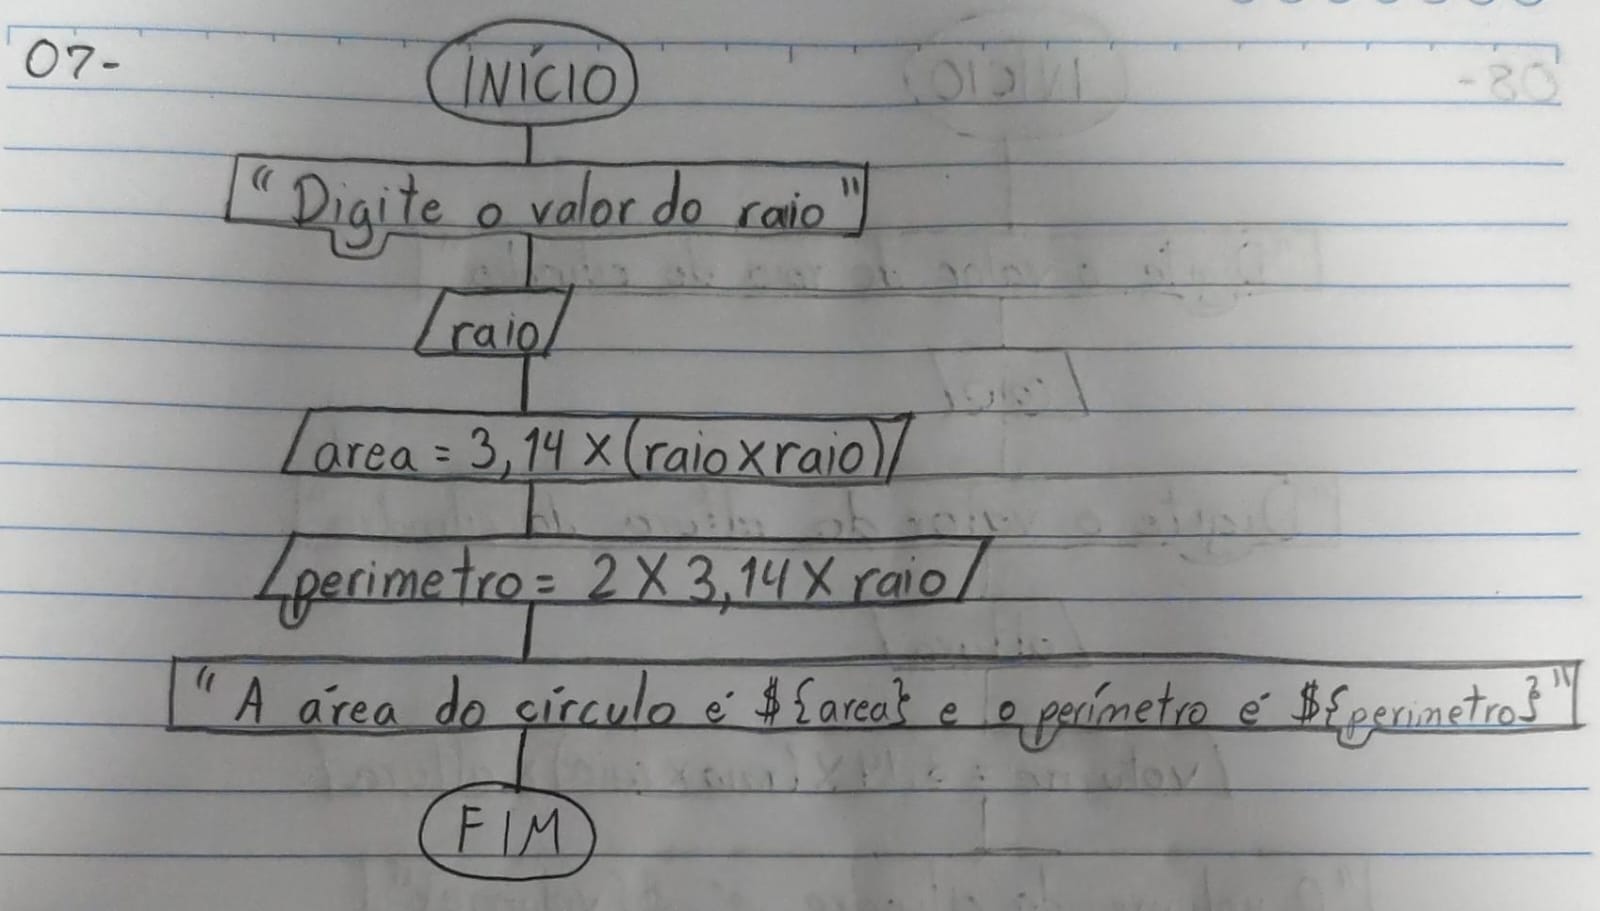 07-
INÍCIO
"Digite o valor do raio"
raio
area = 3,14 X (raio x raio)
perimetro = 2 X 3,14 X raio
"A área do círculo é ${area} e o perímetro é ${perimetro}"
FIM